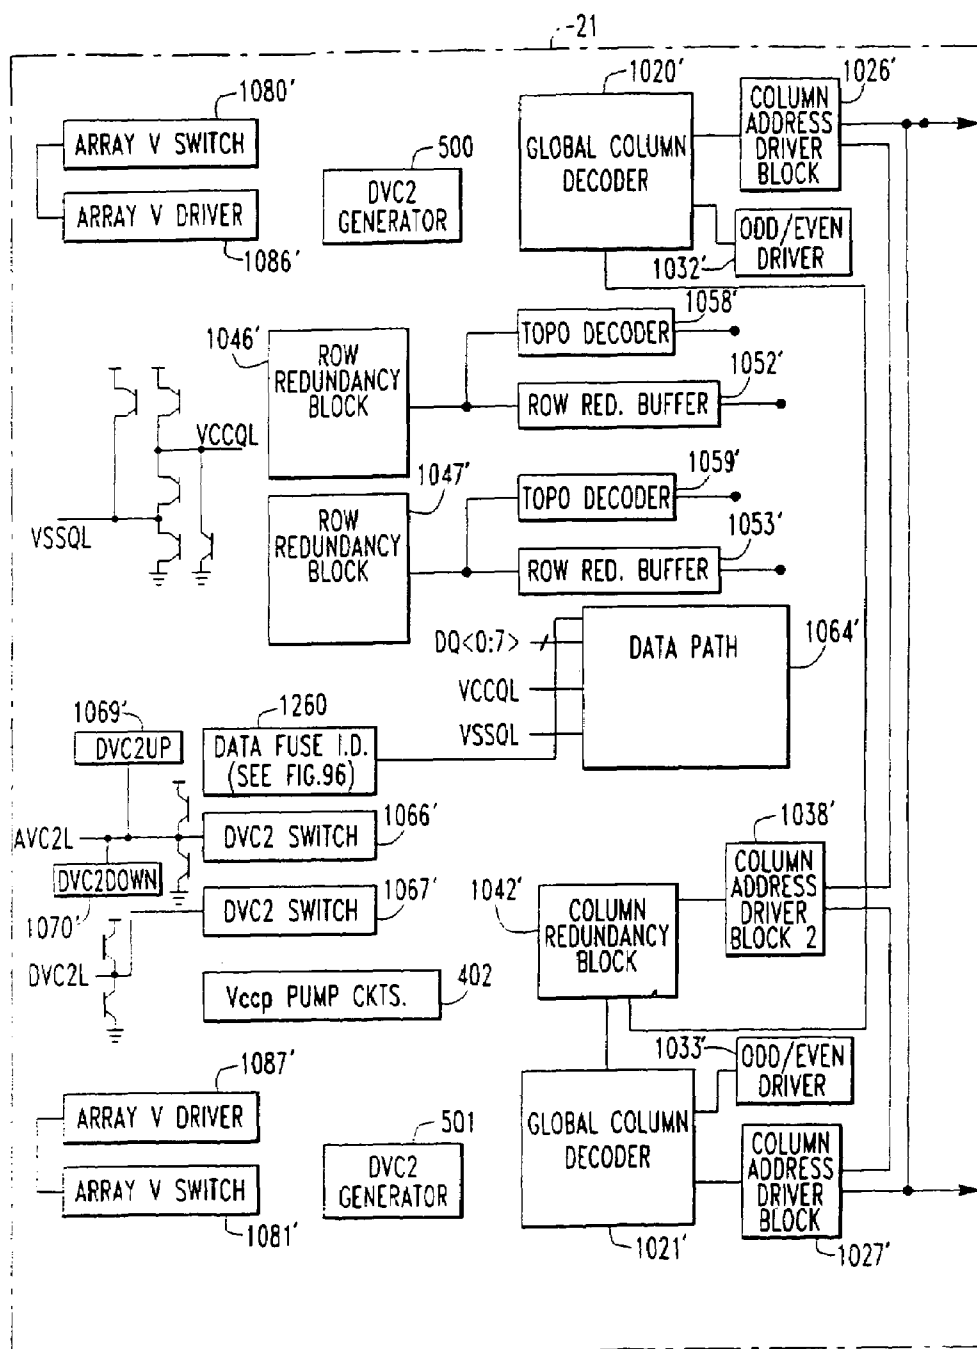 21
1080'
ARRAY V SWITCH
ARRAY V DRIVER
1086'
500
DVC2
GENERATOR
1020'
GLOBAL COLUMN
DECODER
1026'
COLUMN
ADDRESS
DRIVER
BLOCK
1032'
ODD/EVEN
DRIVER
1046'
ROW
REDUNDANCY
BLOCK
1058'
TOPO DECODER
1052'
ROW RED. BUFFER
VCCQL
VSSQL
1047'
ROW
REDUNDANCY
BLOCK
1059'
TOPO DECODER
1053'
ROW RED. BUFFER
DQ<0:7>
VCCQL
VSSQL
DATA PATH
1064'
1069'
DVC2UP
1260
DATA FUSE I.D.
(SEE FIG.96)
AVC2L
1066'
DVC2 SWITCH
DVC2DOWN
1070'
1067'
DVC2 SWITCH
DVC2L
402
Vccp PUMP CKTS.
1038'
COLUMN
ADDRESS
DRIVER
BLOCK 2
1042'
COLUMN
REDUNDANCY
BLOCK
1033'
ODD/EVEN
DRIVER
1087'
ARRAY V DRIVER
ARRAY V SWITCH
1081'
501
DVC2
GENERATOR
GLOBAL COLUMN
DECODER
1021'
COLUMN
ADDRESS
DRIVER
BLOCK
1027'